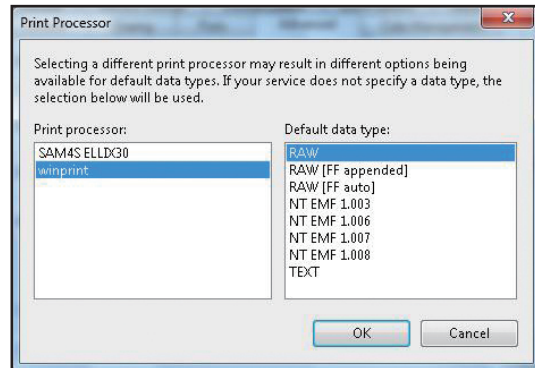 Print Processor
Selecting a different print processor may result in different options being
available for default data types. If your service does not specify a data type, the
selection below will be used.
Print processor:
Default data type:
SAM4S ELLIX30
winprint
RAW
RAW [FF appended]
RAW [FF auto]
NT EMF 1.003
NT EMF 1.006
NT EMF 1.007
NT EMF 1.008
TEXT
OK
Cancel